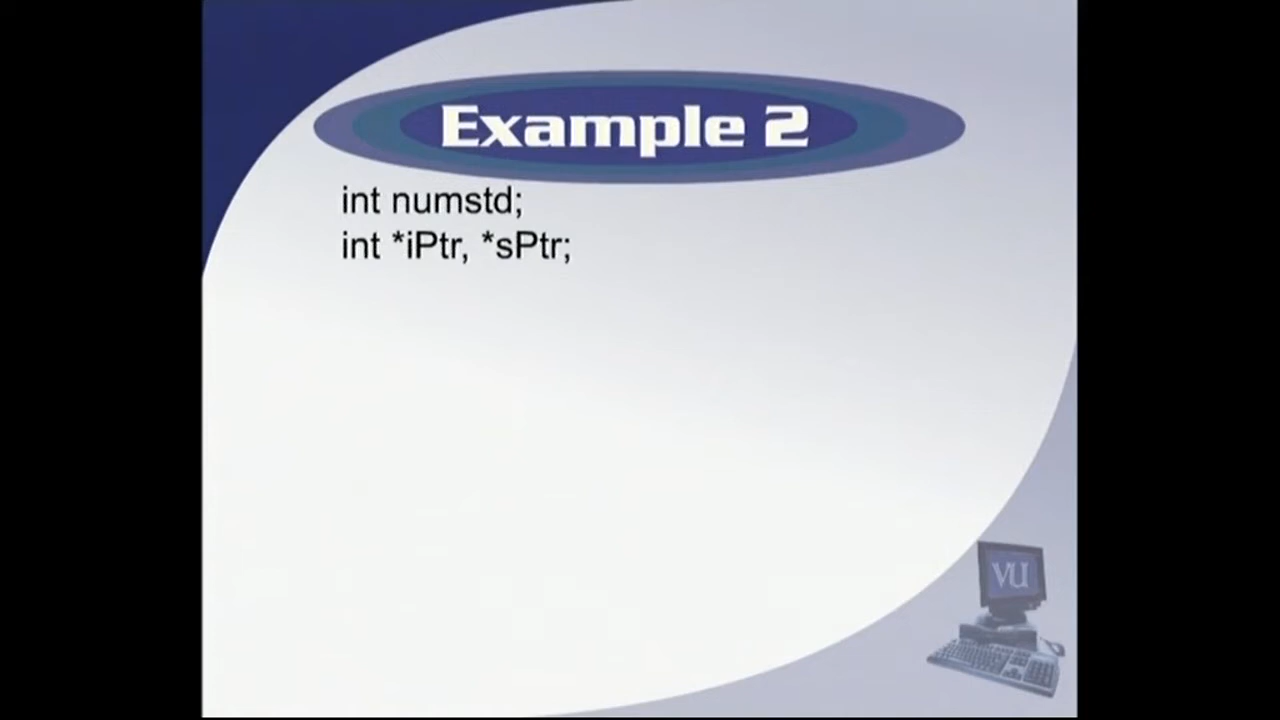 Example 2
int numstd;
int *iPtr, *sPtr;
VU